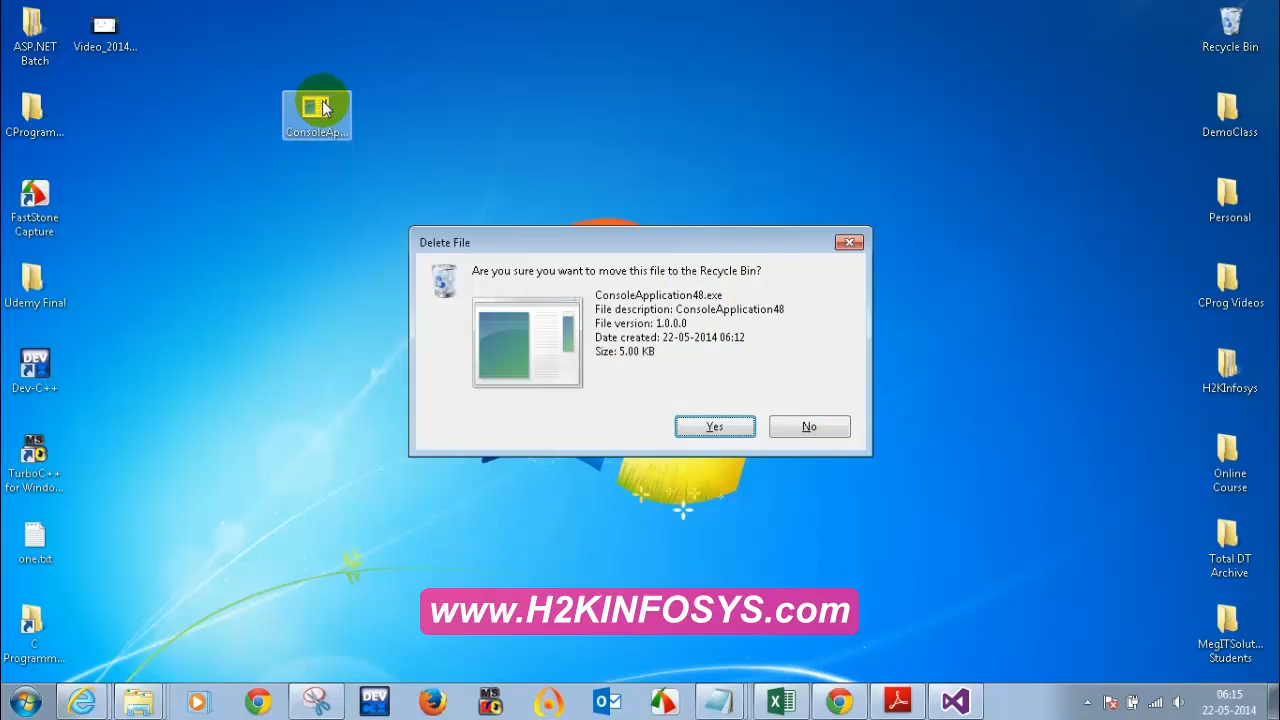 ASP.NET
Batch
Video_2014...
Recycle Bin
CProgram...
ConsoleAp...
DemoClass
FastStone
Capture
Personal
Delete File
Are you sure you want to move this file to the Recycle Bin?
ConsoleApplication48.exe
File description: ConsoleApplication48
File version: 1.0.0.0
Date created: 22-05-2014 06:12
Size: 5.00 KB
Yes
No
Udemy Final
CProg Videos
DEV
Dev-C++
H2KInfosys
MS
TurboC++
for Windo...
Online
Course
one.txt
Total DT
Archive
www.H2KINFOSYS.com
C
Programm...
MegITSolut...
Students
DEV
MS
06:15
22-05-2014